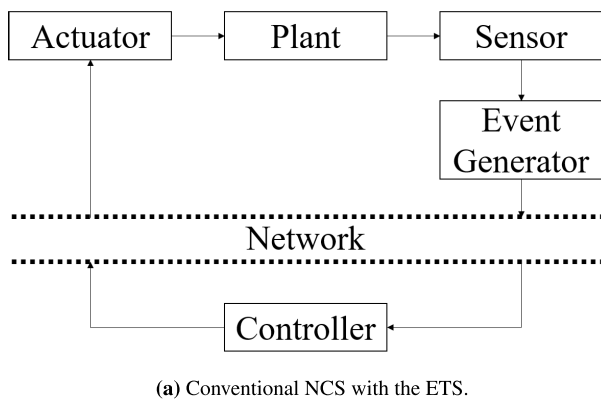 Actuator
Plant
Sensor
Event
Generator
Network
Controller
(a) Conventional NCS with the ETS.